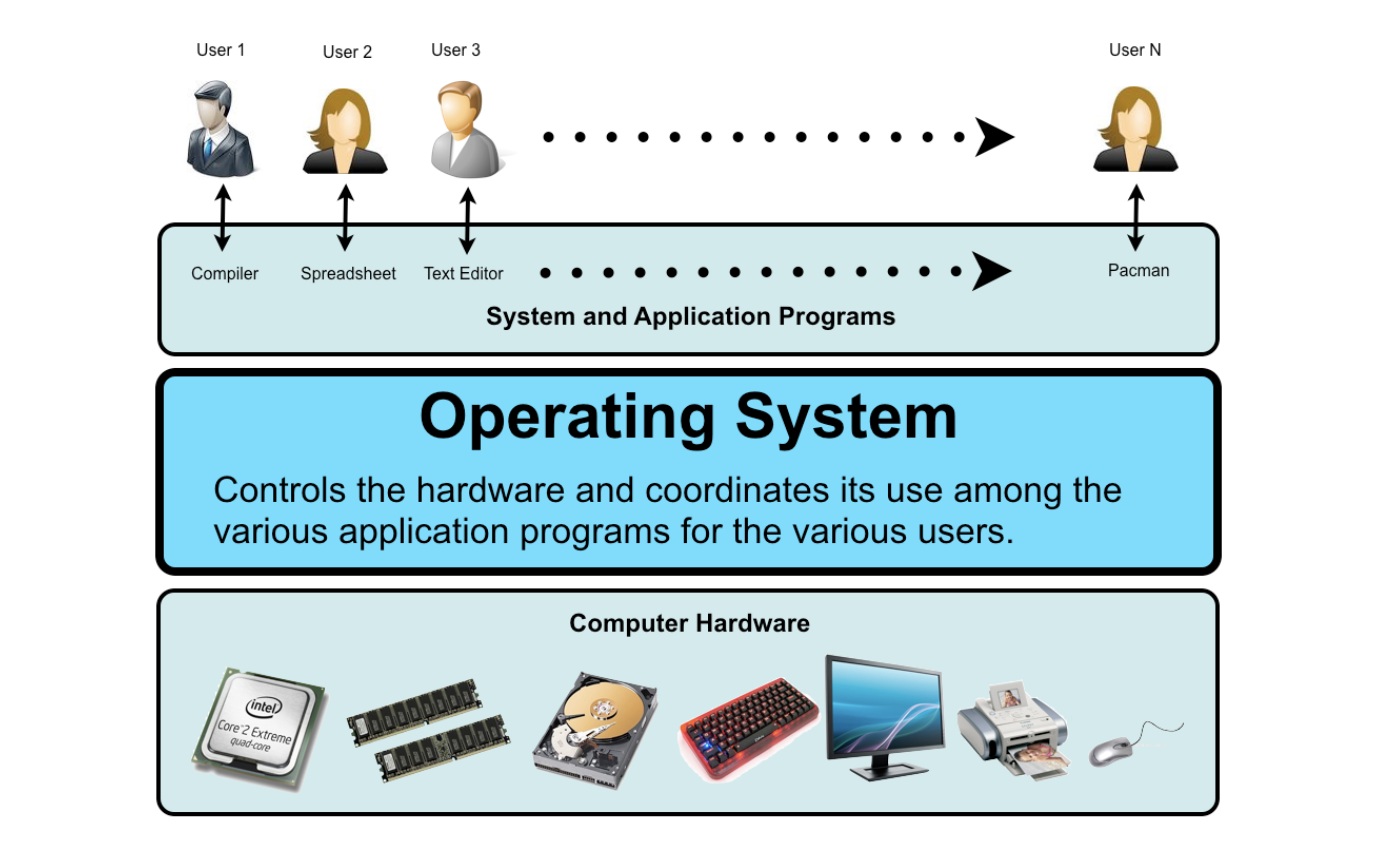 User 1
User 2
User 3
User N
Compiler
Spreadsheet
Text Editor
Pacman
System and Application Programs
Operating System
Controls the hardware and coordinates its use among the
various application programs for the various users.
Computer Hardware
intel
Core™2 Extreme
quad-core